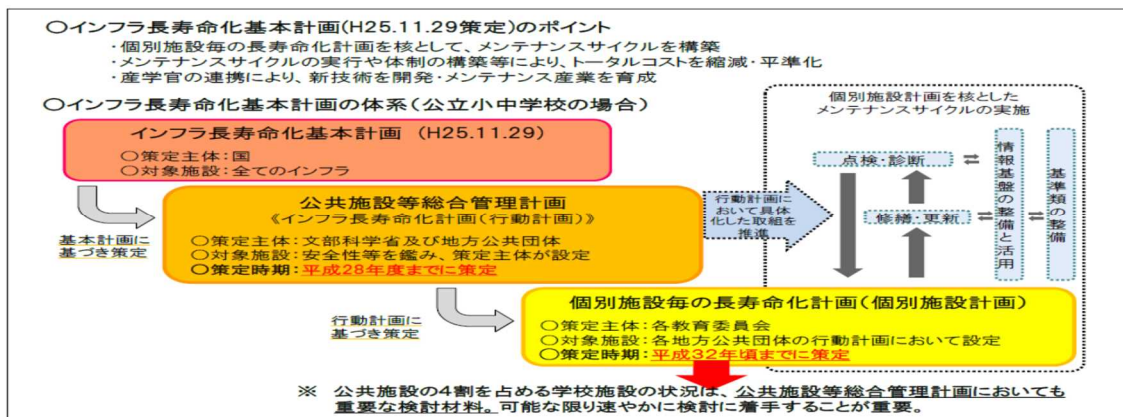 ○インフラ長寿命化基本計画(H25.11.29策定)のポイント
・個別施設毎の長寿命化計画を核として、メンテナンスサイクルを構築
・メンテナンスサイクルの実行や体制の構築等により、トータルコストを縮減・平準化
・産学官の連携により、新技術を開発・メンテナンス産業を育成
○インフラ長寿命化基本計画の体系(公立小中学校の場合)
インフラ長寿命化基本計画 (H25.11.29)
○策定主体:国
○対象施設:全てのインフラ
基本計画に
基づき策定
公共施設等総合管理計画
《インフラ長寿命化計画(行動計画)》
○策定主体:文部科学省及び地方公共団体
○対象施設:安全性等を鑑み、策定主体が設定
○策定時期:平成28年度までに策定
行動計画に
おいて具体
化した取組を
推進
個別施設計画を核とした
メンテナンスサイクルの実施
点検・診断
修繕・更新
情報基盤の整備と活用
基準類の整備
行動計画に
基づき策定
個別施設毎の長寿命化計画(個別施設計画)
○策定主体:各教育委員会
○対象施設:各地方公共団体の行動計画において設定
○策定時期:平成32年頃までに策定
※ 公共施設の4割を占める学校施設の状況は、公共施設等総合管理計画においても
重要な検討材料。可能な限り速やかに検討に着手することが重要。